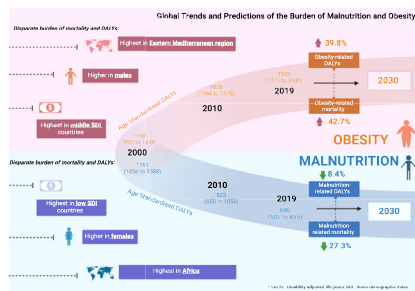 Global Trends and Predictions of the Burden of Malnutrition and Obesity
Disparate burden of mortality and DALYs:
Highest in Eastern Mediterranean region
Higher in males
Highest in middle SDI
countries
Age Standardised DALYs
2000
2010
2019
39.8%
Obesity-related
DALYs
Obesity-related
mortality
42.7%
2030
OBESITY
MALNUTRITION
Disparate burden of mortality and DALYs:
Highest in low SDI
countries
Higher in females
Highest in Africa
Age Standardised DALYs
2010
2019
8.4%
Malnutrition-
related DALYs
Malnutrition-
related mortality
27.3%
2030